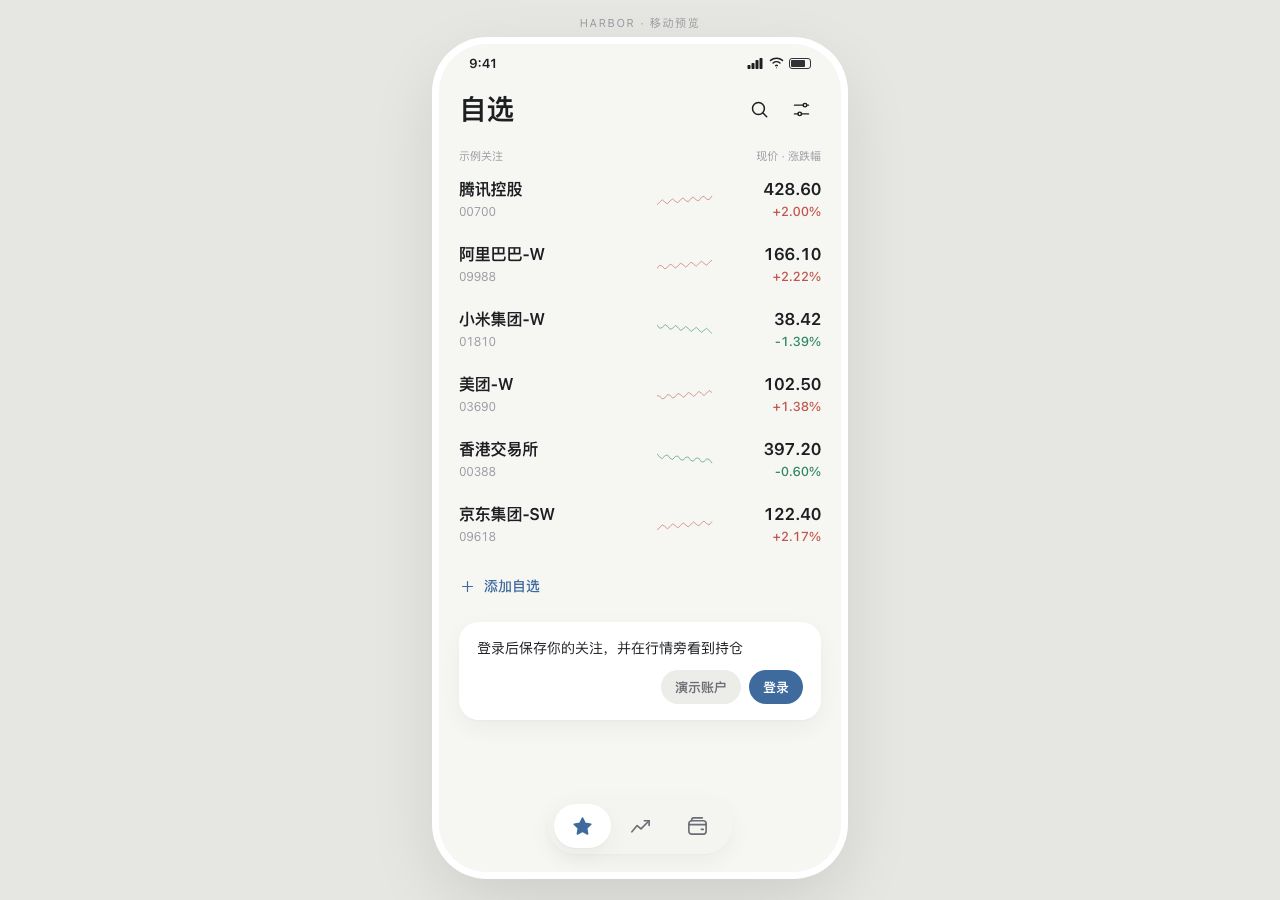 HARBOR · 移动预览
9:41
自选
示例关注 现价 · 涨跌幅
腾讯控股 428.60
00700 +2.00%
阿里巴巴-W 166.10
09988 +2.22%
小米集团-W 38.42
01810 -1.39%
美团-W 102.50
03690 +1.38%
香港交易所 397.20
00388 -0.60%
京东集团-SW 122.40
09618 +2.17%
添加自选
登录后保存你的关注，并在行情旁看到持仓
演示账户 登录